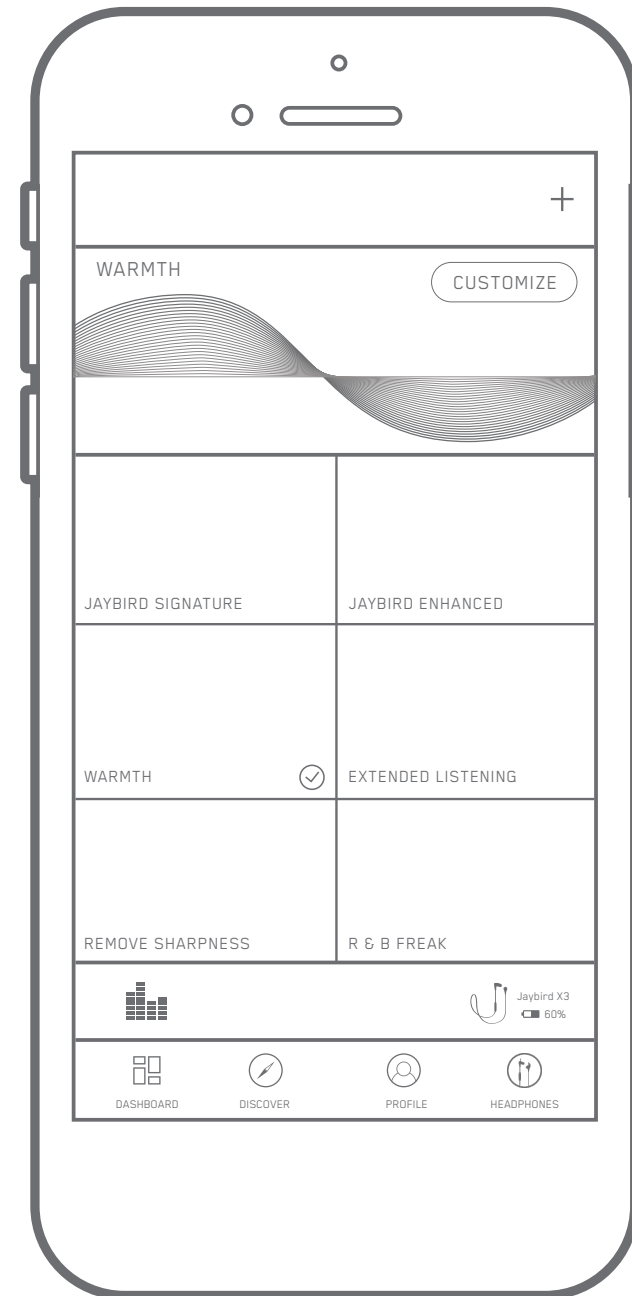 +
WARMTH
CUSTOMIZE
JAYBIRD SIGNATURE
JAYBIRD ENHANCED
WARMTH
EXTENDED LISTENING
REMOVE SHARPNESS
R & B FREAK
Jaybird X3
60%
DASHBOARD
DISCOVER
PROFILE
HEADPHONES